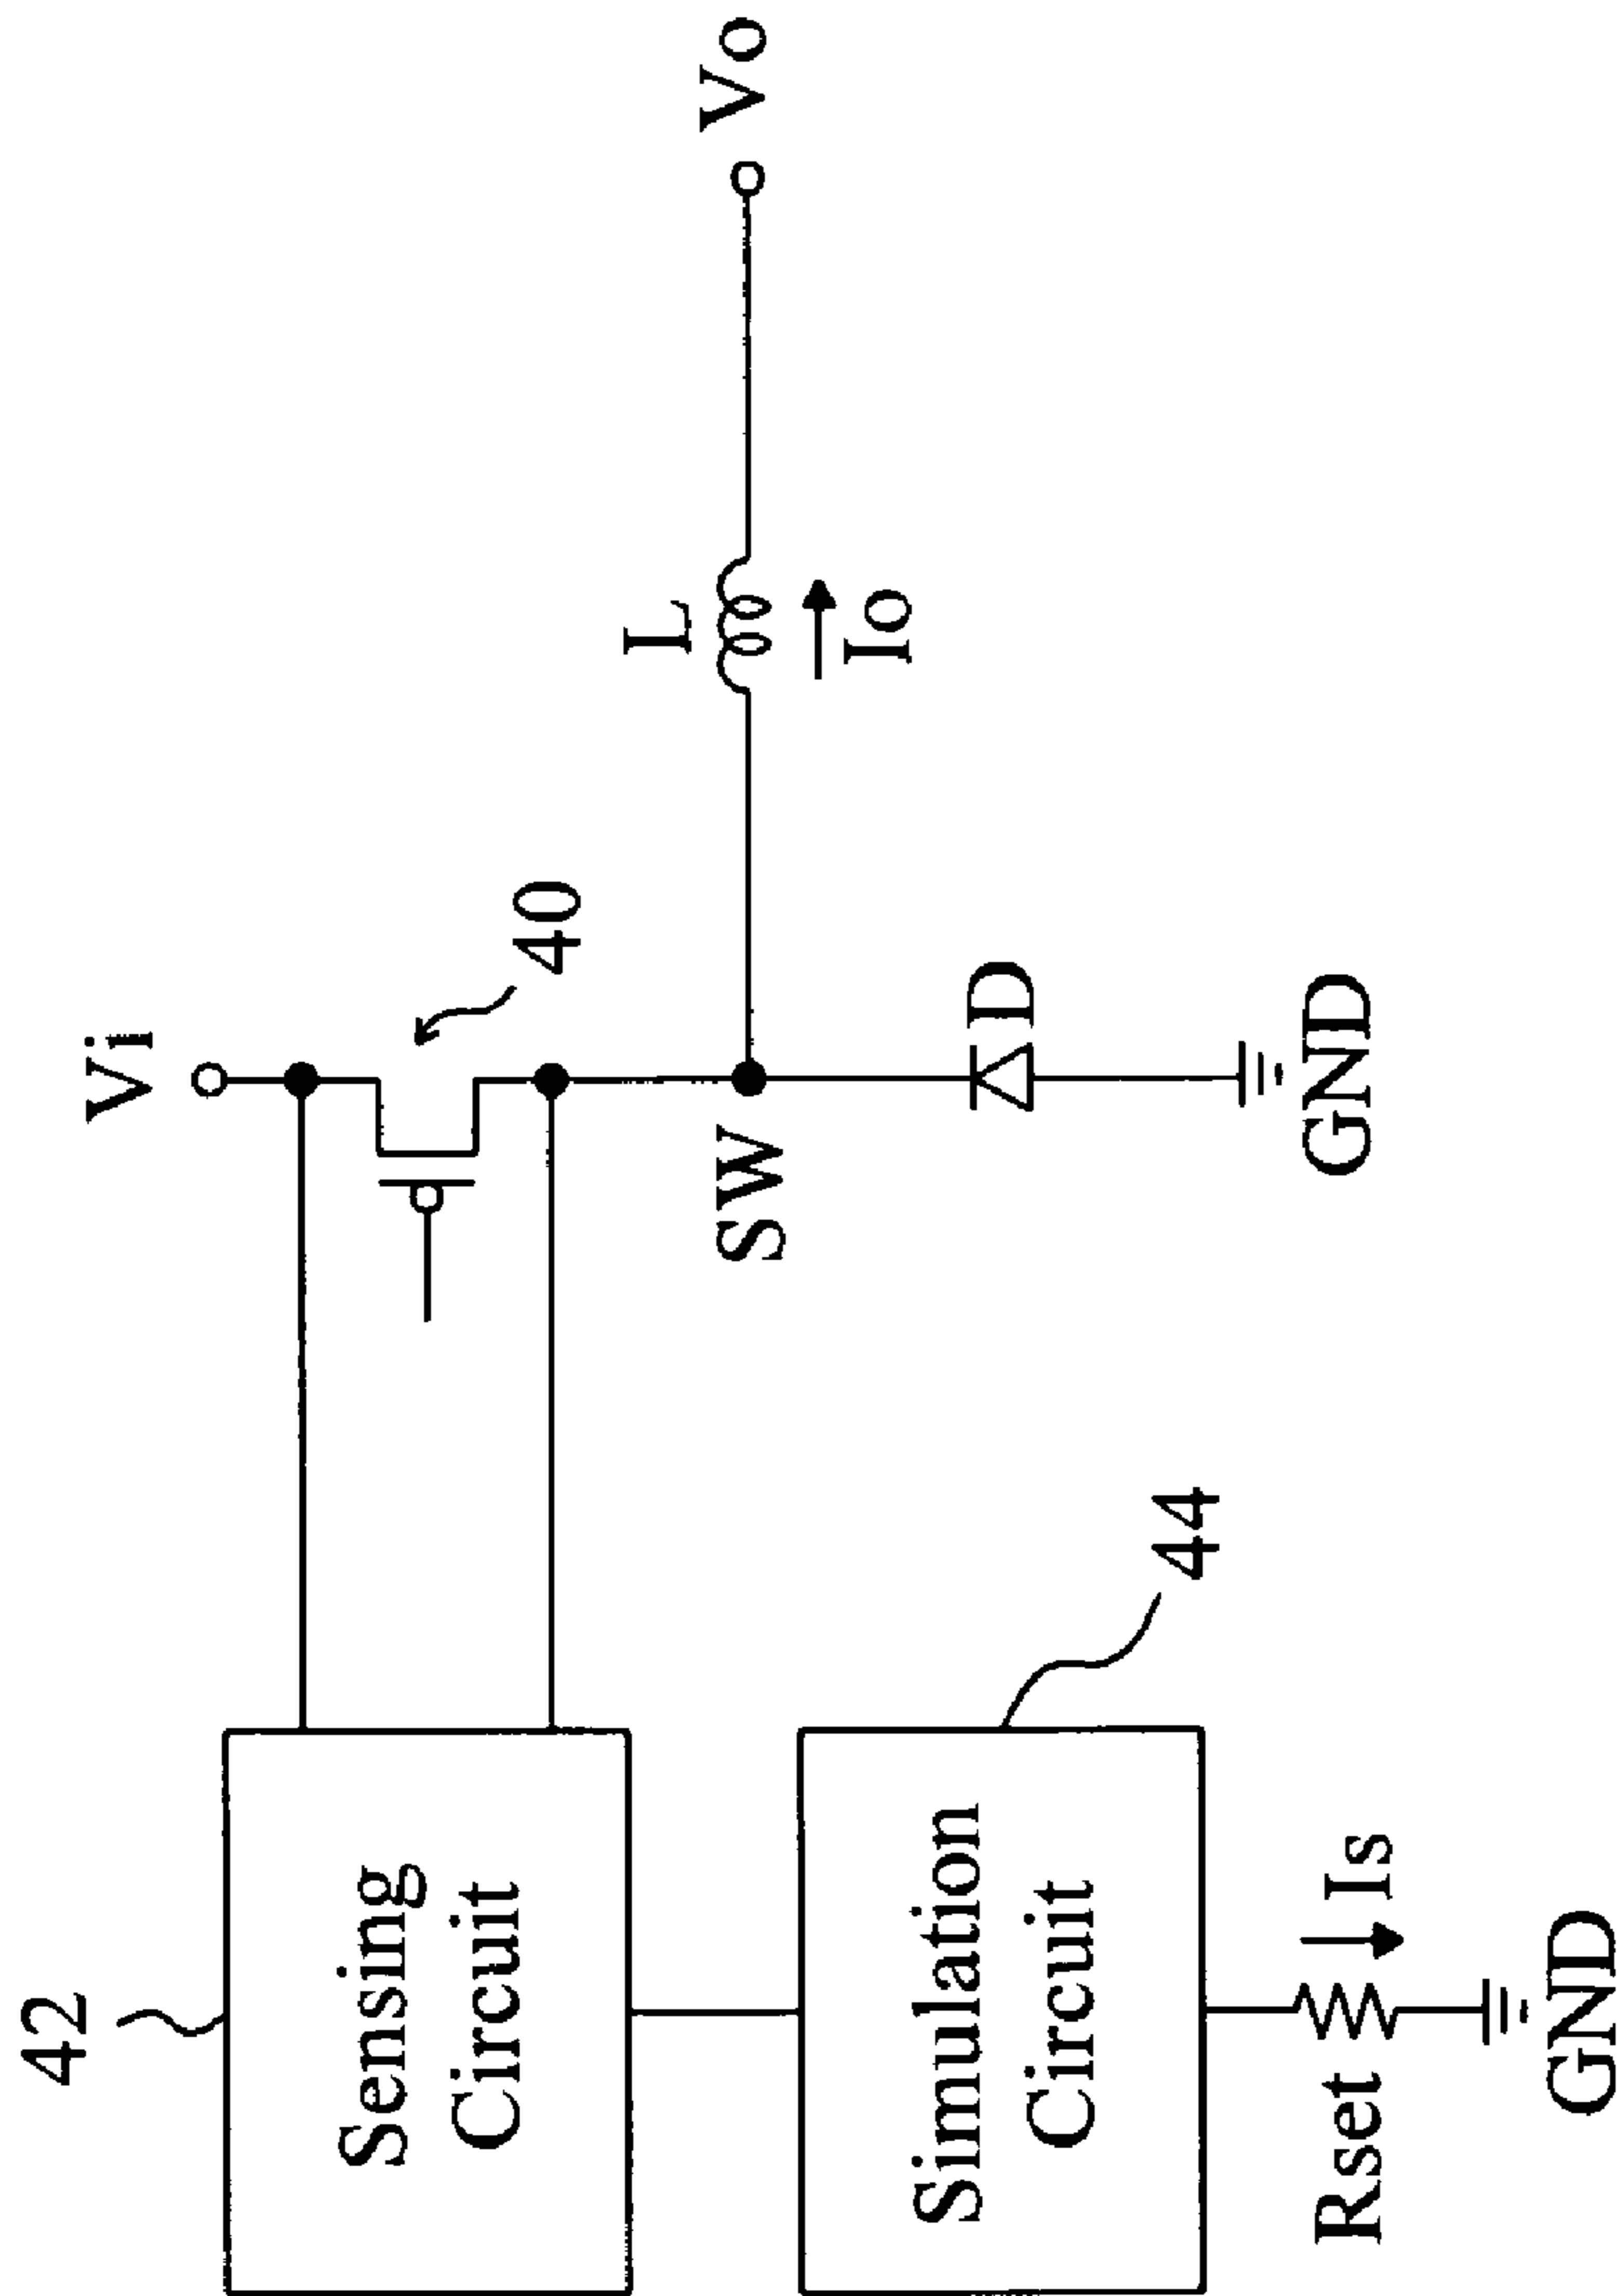 42
Sensing
Circuit
Vi
40
SW
L
Io
Vo
D
GND
44
Simulation
Circuit
Rset
Is
GND